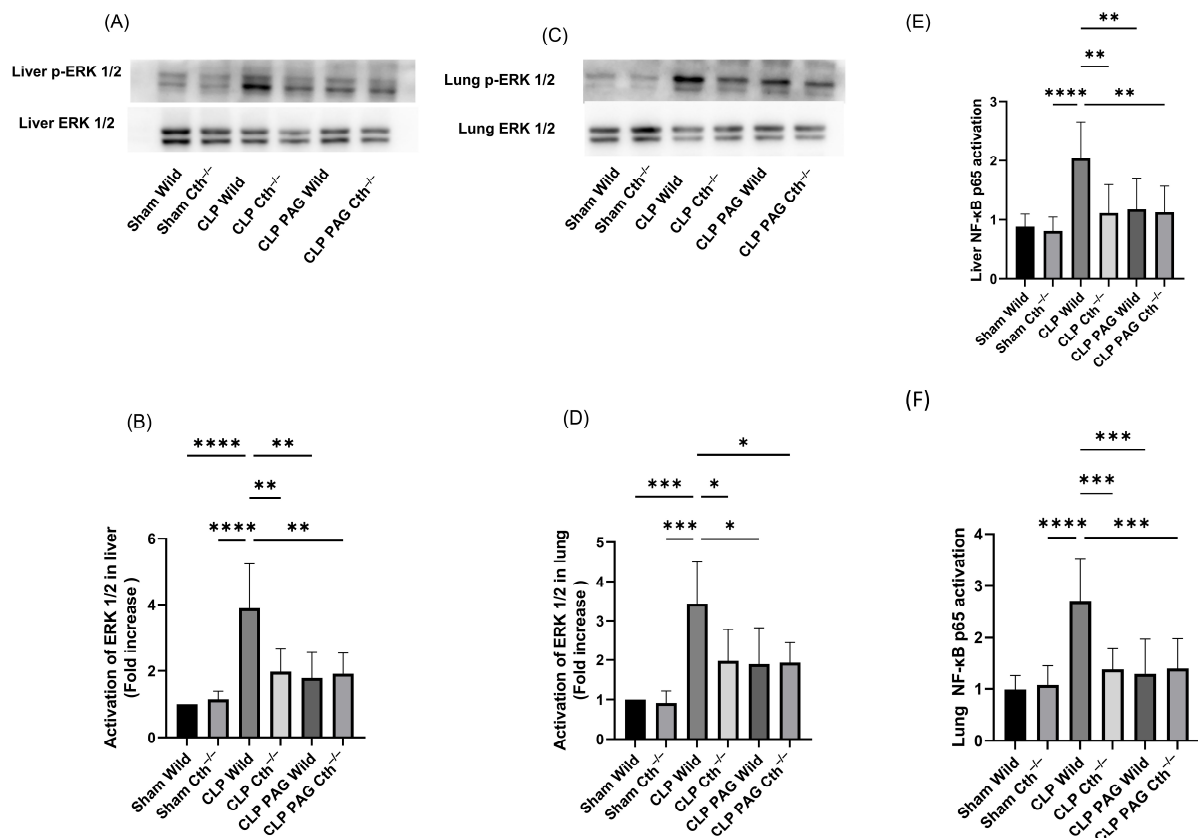 (A)
Liver p-ERK 1/2
Liver ERK 1/2
Sham Wild
Sham Cth⁻/⁻
CLP Wild
CLP Cth⁻/⁻
CLP PAG Wild
CLP PAG Cth⁻/⁻
(C)
Lung p-ERK 1/2
Lung ERK 1/2
Sham Wild
Sham Cth⁻/⁻
CLP Wild
CLP Cth⁻/⁻
CLP PAG Wild
CLP PAG Cth⁻/⁻
(E)
**
**
**** **
Liver NF-κB p65 activation
3
2
1
0
Sham Wild
Sham Cth⁻/⁻
CLP Wild
CLP Cth⁻/⁻
CLP PAG Wild
CLP PAG Cth⁻/⁻
(B)
**** **
**
**** **
Activation of ERK 1/2 in liver
(Fold increase )
6
4
2
0
Sham Wild
Sham Cth⁻/⁻
CLP Wild
CLP Cth⁻/⁻
CLP PAG Wild
CLP PAG Cth⁻/⁻
(D)
*
*** *
*** *
Activation of ERK 1/2 in lung
(Fold increase )
5
4
3
2
1
0
Sham Wild
Sham Cth⁻/⁻
CLP Wild
CLP Cth⁻/⁻
CLP PAG Wild
CLP PAG Cth⁻/⁻
(F)
***
***
**** ***
Lung NF-κB p65 activation
4
3
2
1
0
Sham Wild
Sham Cth⁻/⁻
CLP Wild
CLP Cth⁻/⁻
CLP PAG Wild
CLP PAG Cth⁻/⁻